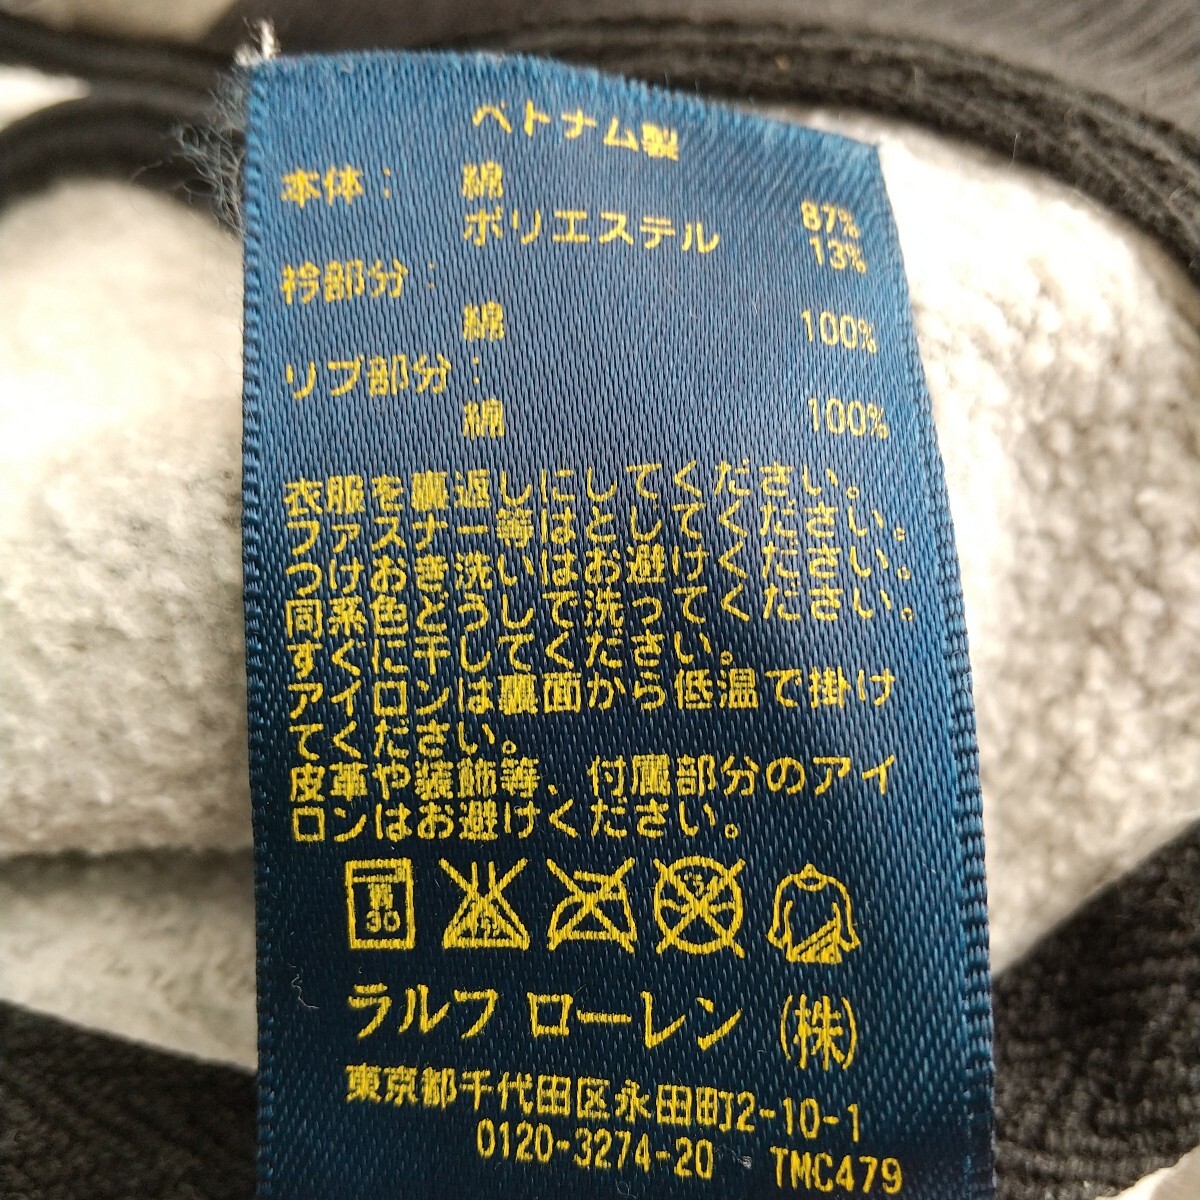 ベトナム製
本体： 綿 87%
ポリエステル 13%
衿部分：
綿 100%
リブ部分：
綿 100%
衣服を裏返しにしてください。
ファスナー等はとしてください。
つけおき洗いはお避けください。
同系色どうしで洗ってください。
すぐに干してください。
アイロンは裏面から低温で掛け
てください。
皮革や装飾等、付属部分のアイ
ロンはお避けください。
30
ラルフ ローレン (株)
東京都千代田区永田町2-10-1
0120-3274-20 TMC479